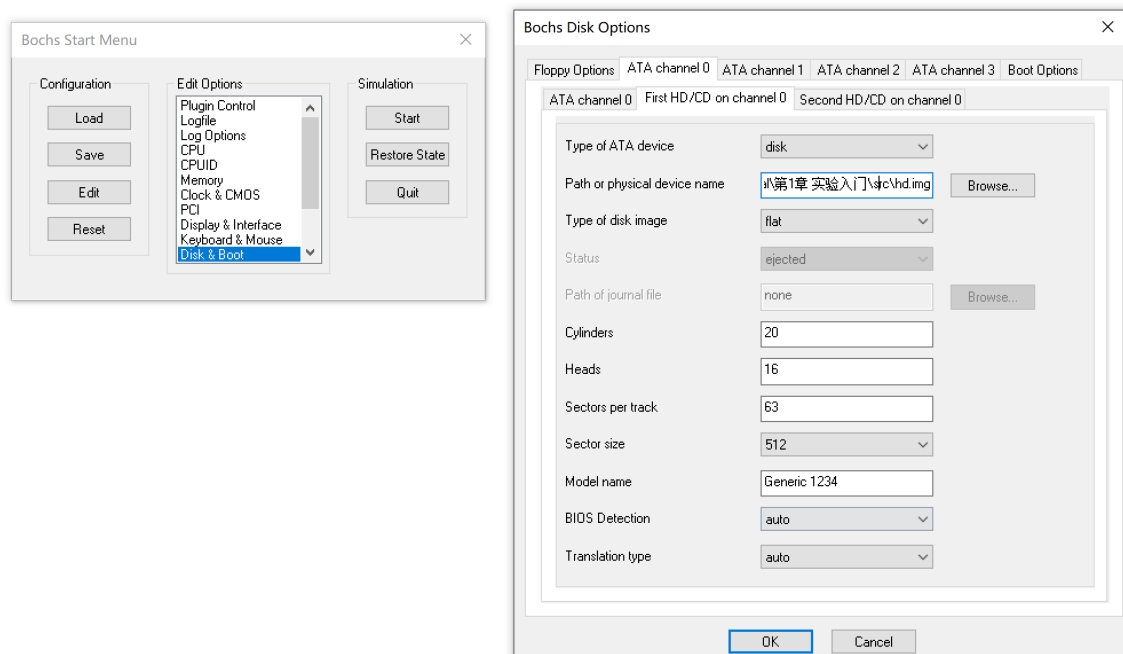 Bochs Start Menu
Configuration
Load
Save
Edit
Reset
Edit Options
Plugin Control
Logfile
Log Options
CPU
CPUID
Memory
Clock & CMOS
PCI
Display & Interface
Keyboard & Mouse
Disk & Boot
Simulation
Start
Restore State
Quit
Bochs Disk Options
Floppy Options ATA channel 0 ATA channel 1 ATA channel 2 ATA channel 3 Boot Options
ATA channel 0 First HD/CD on channel 0 Second HD/CD on channel 0
Type of ATA device disk
Path or physical device name \第1章 实验入门\src\hd.img Browse...
Type of disk image flat
Status ejected
Path of journal file none Browse...
Cylinders 20
Heads 16
Sectors per track 63
Sector size 512
Model name Generic 1234
BIOS Detection auto
Translation type auto
OK Cancel